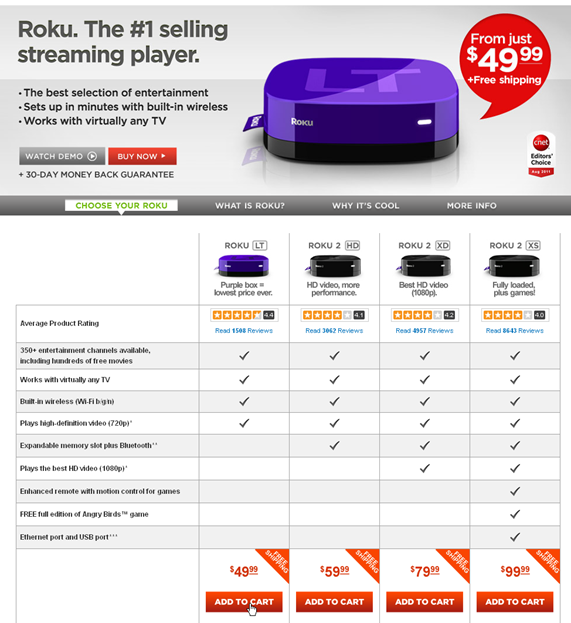 Roku. The #1 selling
streaming player.
• The best selection of entertainment
• Sets up in minutes with built-in wireless
• Works with virtually any TV
WATCH DEMO
BUY NOW
+ 30-DAY MONEY BACK GUARANTEE
LT
ROKU
From just
$49.99
+Free shipping
cnet
Editors'
Choice
Aug 2011
CHOOSE YOUR ROKU WHAT IS ROKU? WHY IT'S COOL MORE INFO
ROKU LT ROKU 2 HD ROKU 2 XD ROKU 2 XS
Purple box = HD video, more Best HD video Fully loaded,
lowest price ever. performance. (1080p). plus games!
Average Product Rating 4.4 4.1 4.2 4.0
Read 1508 Reviews Read 3062 Reviews Read 4957 Reviews Read 8643 Reviews
350+ entertainment channels available,
including hundreds of free movies
Works with virtually any TV
Built-in wireless (Wi-Fi b/g/n)
Plays high-definition video (720p)*
Expandable memory slot plus Bluetooth**
Plays the best HD video (1080p)*
Enhanced remote with motion control for games
FREE full edition of Angry Birds™ game
Ethernet port and USB port***
FREE SHIPPING FREE SHIPPING FREE SHIPPING FREE SHIPPING
$49.99 $59.99 $79.99 $99.99
ADD TO CART ADD TO CART ADD TO CART ADD TO CART